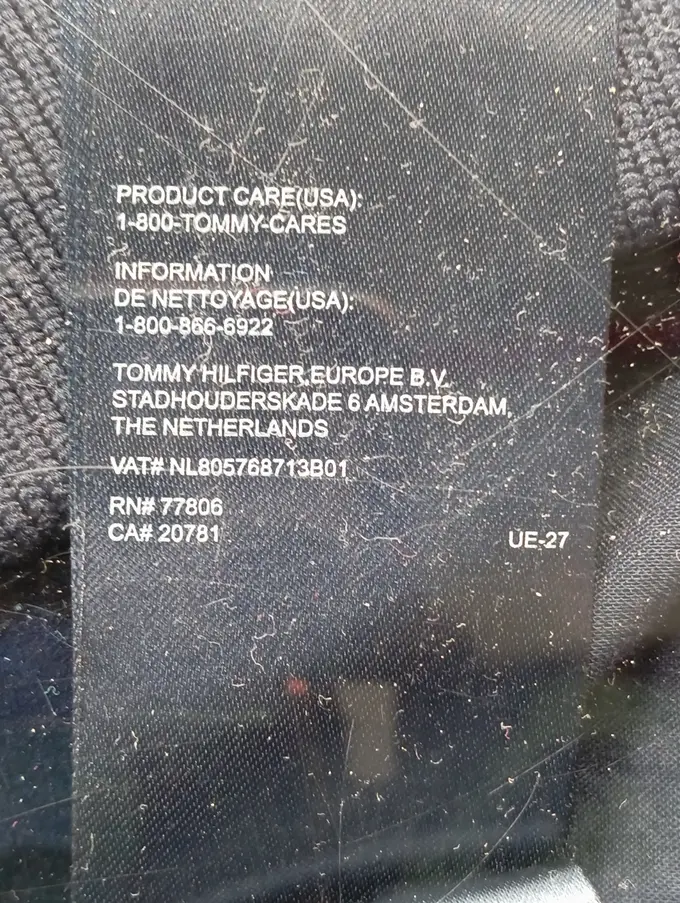 PRODUCT CARE(USA):
1-800-TOMMY-CARES
INFORMATION
DE NETTOYAGE(USA):
1-800-866-6922
TOMMY HILFIGER EUROPE B.V.
STADHOUDERSKADE 6 AMSTERDAM,
THE NETHERLANDS
VAT# NL805768713B01
RN# 77806
CA# 20781
UE-27